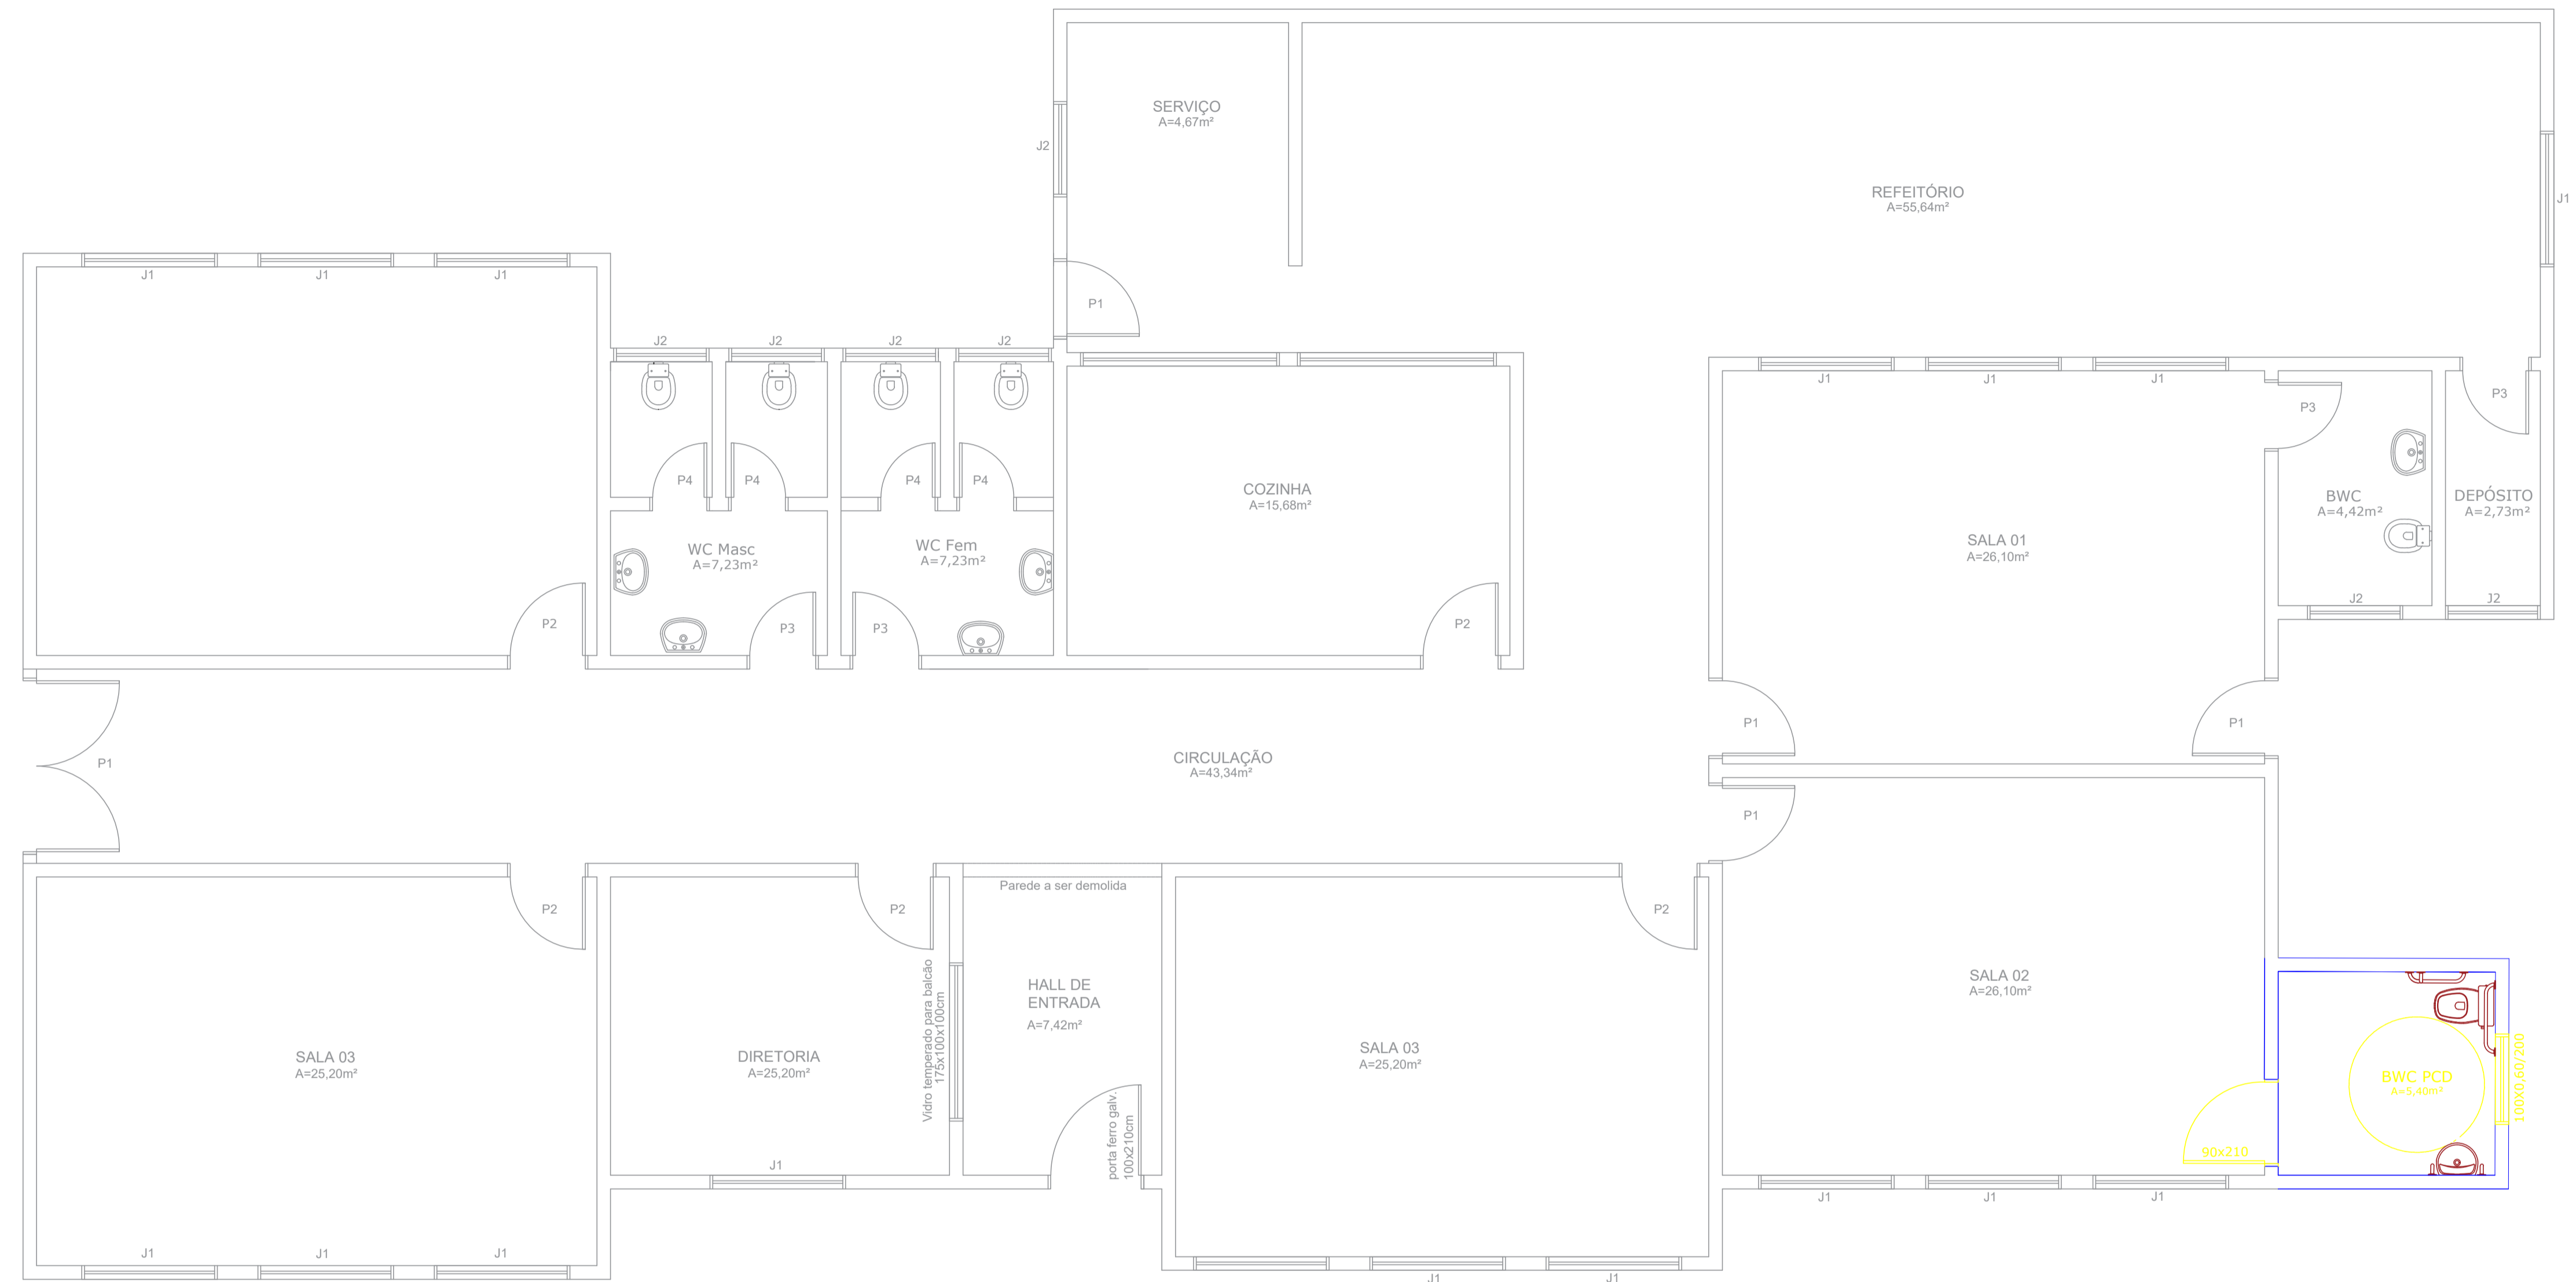 SERVIÇO
A=4,67m²
J2
REFEITÓRIO
A=55,64m²
J1
P1
J1
J1
J1
J2
J2
J2
J2
J1
J1
J1
P3
P3
P4
P4
P4
P4
COZINHA
A=15,68m²
BWC
A=4,42m²
DEPÓSITO
A=2,73m²
WC Masc
A=7,23m²
WC Fem
A=7,23m²
SALA 01
A=26,10m²
J2
J2
P2
P3
P3
P2
P1
P1
P1
CIRCULAÇÃO
A=43,34m²
P1
Parede a ser demolida
P2
P2
P2
SALA 02
A=26,10m²
HALL DE
ENTRADA
A=7,42m²
Vidro temperado para balcão
175x100x100cm
SALA 03
A=25,20m²
DIRETORIA
A=25,20m²
SALA 03
A=25,20m²
BWC PCD
A=5,40m²
100x0,60/200
porta ferro galv.
100x210cm
90x210
J1
J1
J1
J1
J1
J1
J1
J1
J1